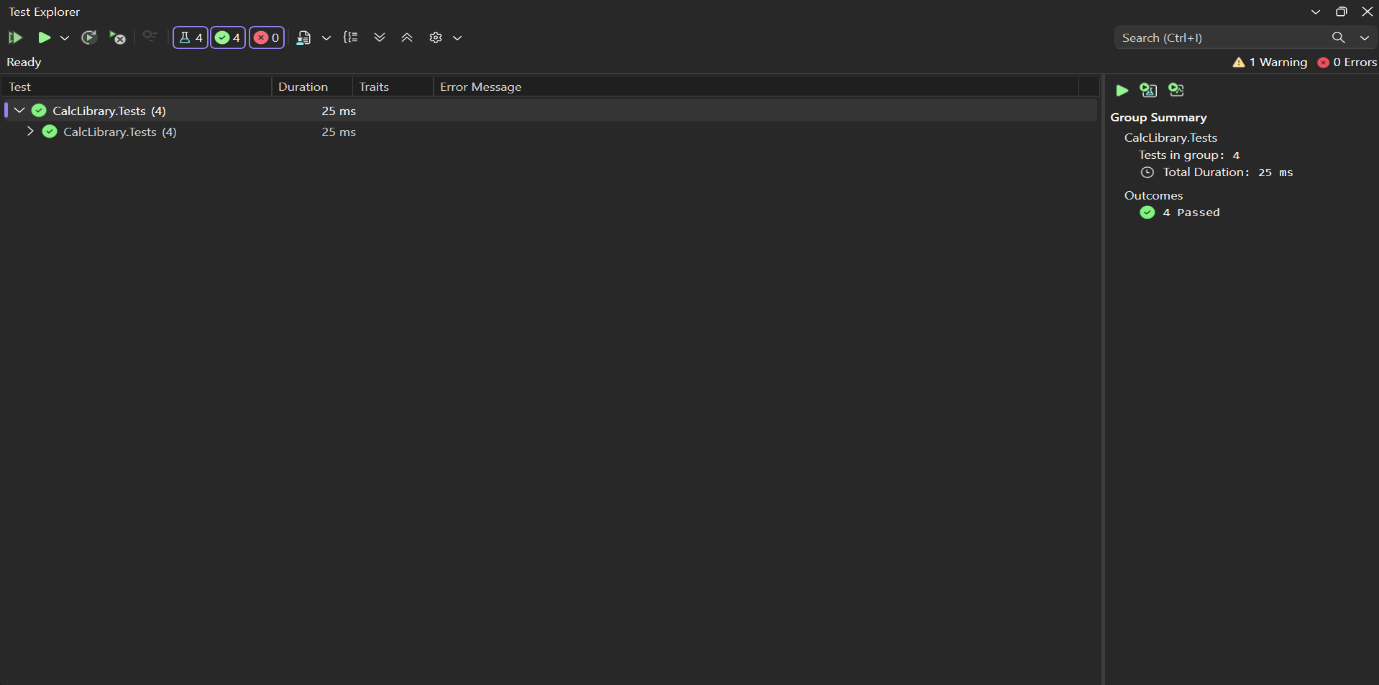 Test Explorer
4 4 0
Search (Ctrl+I)
Ready
1 Warning 0 Errors
Test Duration Traits Error Message
CalcLibrary.Tests (4) 25 ms
CalcLibrary.Tests (4) 25 ms
Group Summary
CalcLibrary.Tests
Tests in group: 4
Total Duration: 25 ms
Outcomes
4 Passed